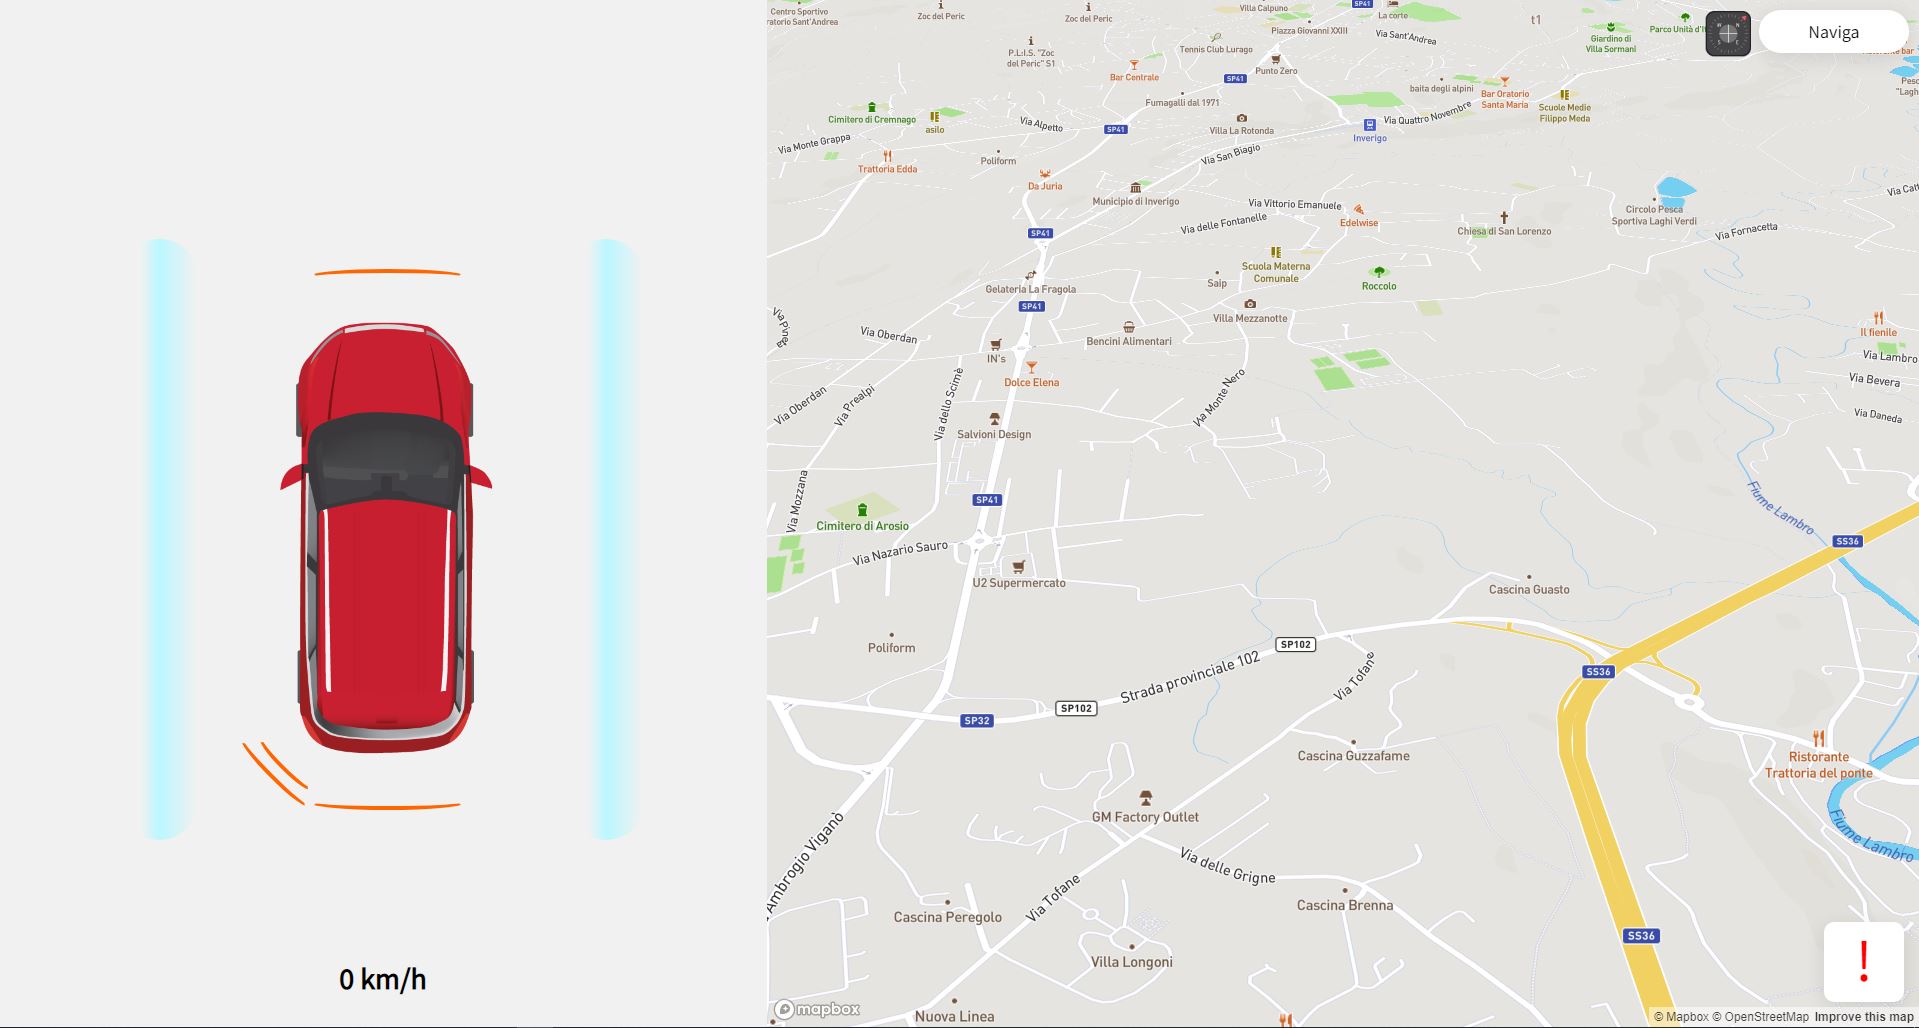 0 km/h
Centro Sportivo
Zoc del Peric
Zoc del Peric
Villa Calpuno
SP41
La corte
t1
Piazza Giovanni XXIII
Via Sant'Andrea
Giardino di
Villa Sormani
Naviga
P.L.I.S. "Zoc
del Peric" S1
Tennis Club Lurago
Bar Centrale
SP41
Punto Zero
baita degli alpini
Bar Oratorio
Santa Maria
Scuole Medie
Filippo Meda
Fumagalli dal 1971
Cimitero di Cremnago
asilo
Via Alpetto
SP41
Villa La Rotonda
Via Quattro Novembre
Inverigo
Via Monte Grappa
Trattoria Edda
Poliform
Via San Biagio
Da Juria
Municipio di Inverigo
Via Vittorio Emanuele
Via delle Fontanelle
Edelwise
Chiesa di San Lorenzo
Circolo Pesca
Sportiva Laghi Verdi
Via Fornacetta
SP41
Scuola Materna
Comunale
Saip
Roccolo
Gelateria La Fragola
SP41
Villa Mezzanotte
Via Oberdan
Bencini Alimentari
Il fienile
IN's
Via Lambro
Dolce Elena
Via Bevera
Via Oberdan
Via Prealpi
Via dello Scimè
Via Monte Nero
Via Daneda
Salvioni Design
Via Mozzana
SP41
Fiume Lambro
Cimitero di Arosio
Via Nazario Sauro
SS36
U2 Supermercato
Cascina Guasto
Poliform
SP102
Strada provinciale 102
Via Tofane
SS36
SP102
SP32
Cascina Guzzafame
Ristorante
Trattoria del ponte
GM Factory Outlet
Fiume Lambro
Ambrogio Viganò
Via delle Grigne
Via Tofane
Cascina Brenna
Cascina Peregolo
SS36
Villa Longoni
!
mapbox
Nuova Linea
© Mapbox © OpenStreetMap Improve this map